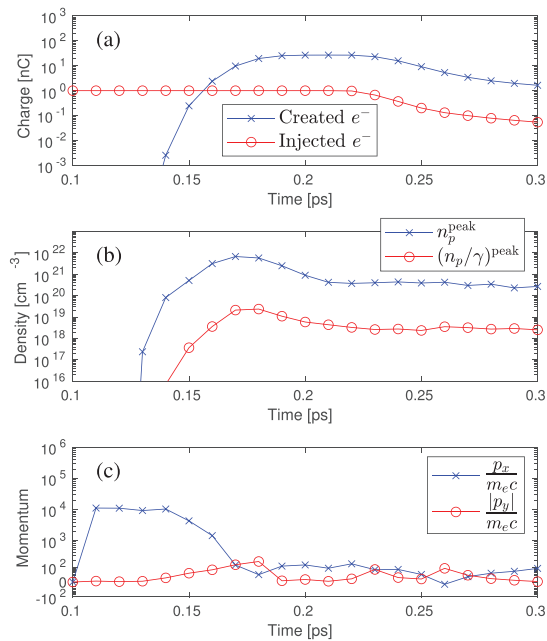 (a)
Charge [nC]
10^3
10^2
10^1
10^0
10^-1
10^-2
10^-3
Created e^-
Injected e^-
0.1 0.15 0.2 0.25 0.3
Time [ps]
(b)
n_p^peak
(n_p/γ)^peak
Density [cm^-3]
10^22
10^21
10^20
10^19
10^18
10^17
10^16
0.1 0.15 0.2 0.25 0.3
Time [ps]
(c)
p_x/m_e c
|p_y|/m_e c
Momentum
10^6
10^5
10^4
10^3
10^2
10^0
-10^2
0.1 0.15 0.2 0.25 0.3
Time [ps]